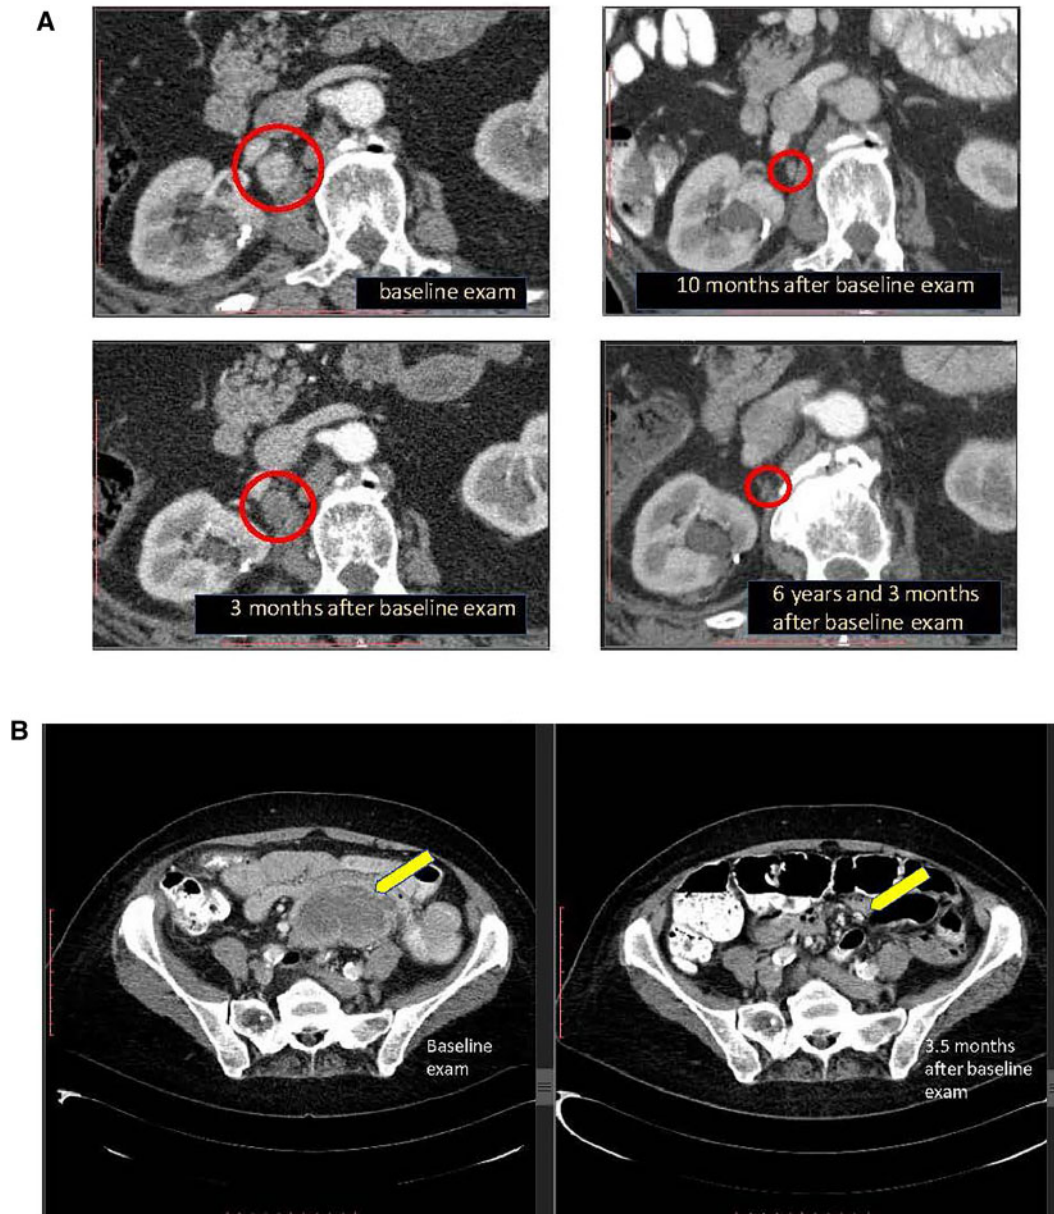 A
baseline exam
10 months after baseline exam
3 months after baseline exam
6 years and 3 months
after baseline exam
B
Baseline
exam
3.5 months
after baseline
exam